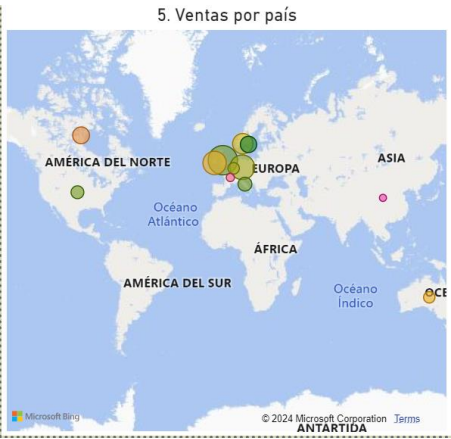 5. Ventas por país
AMÉRICA DEL NORTE
EUROPA
ASIA
Océano
Atlántico
ÁFRICA
AMÉRICA DEL SUR
Océano
Índico
OCE
Microsoft Bing
© 2024 Microsoft Corporation Terms
ANTÁRTIDA